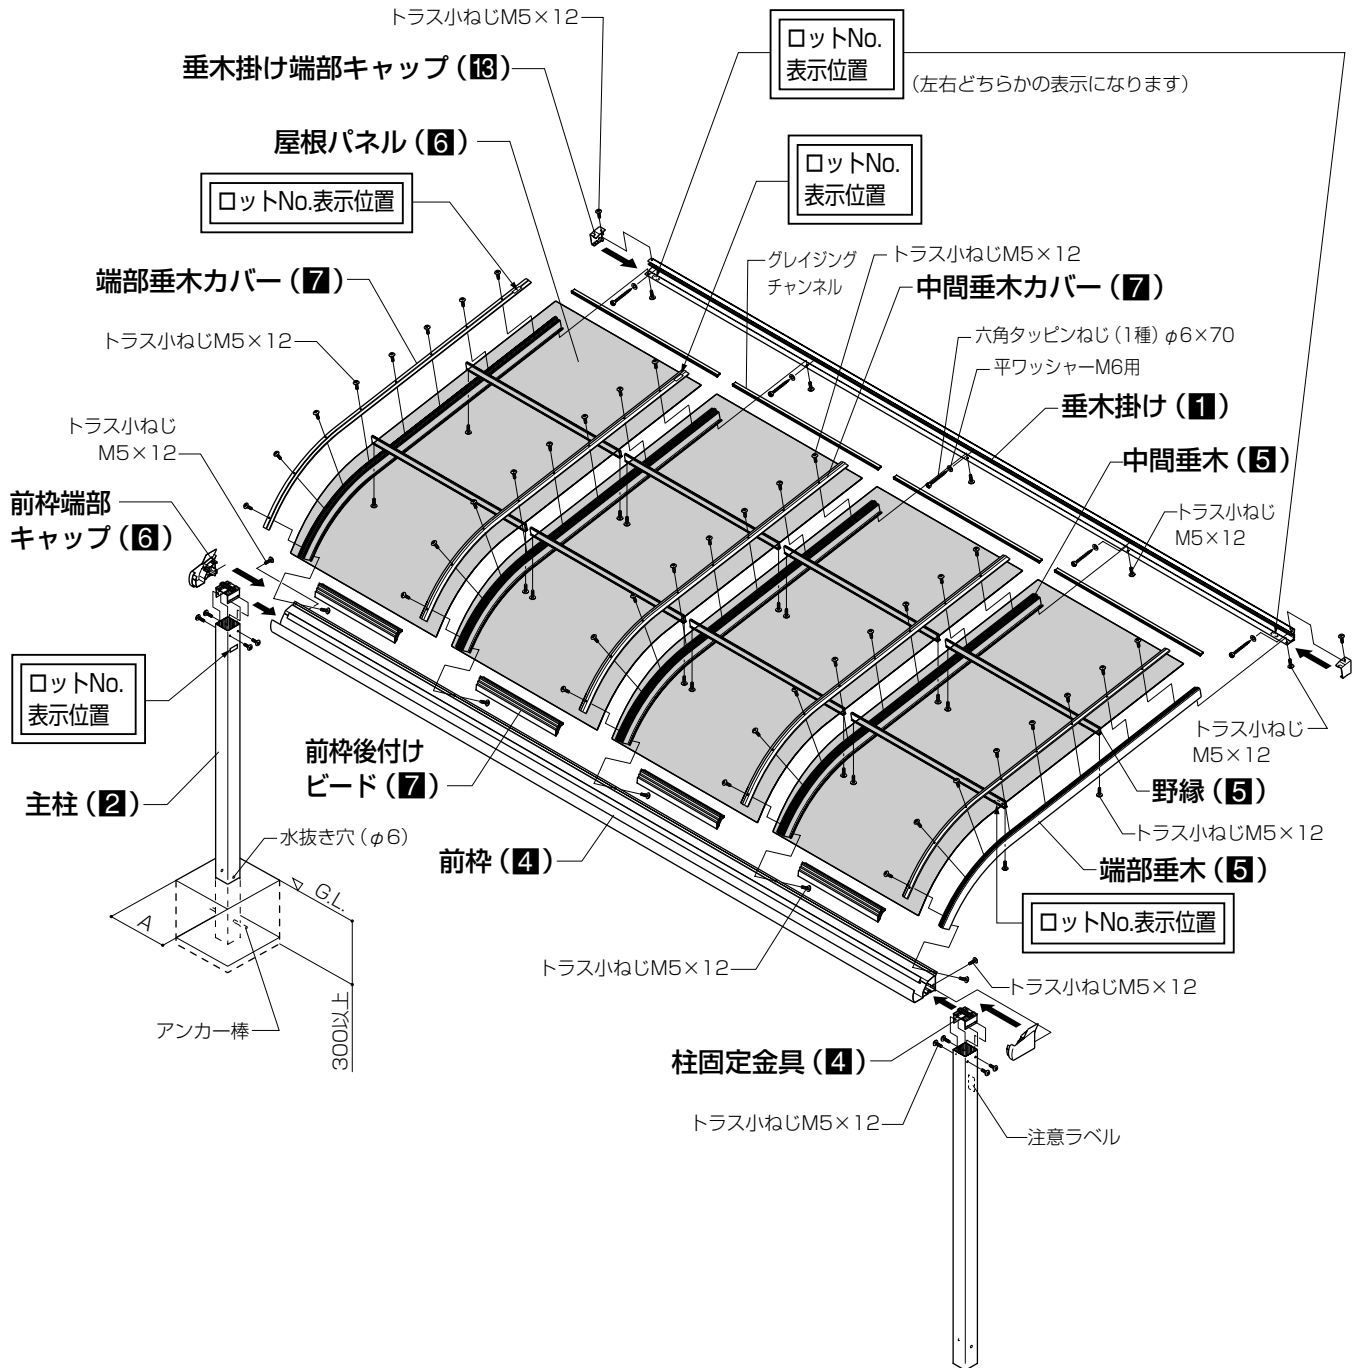 トラス小ねじM5×12
ロットNo.
表示位置
(左右どちらかの表示になります)
垂木掛け端部キャップ(13)
屋根パネル(6)
ロットNo.
表示位置
ロットNo.表示位置
端部垂木カバー(7)
グレイジング
チャンネル
トラス小ねじM5×12
中間垂木カバー(7)
トラス小ねじM5×12
六角タッピンねじ(1種)φ6×70
平ワッシャーM6用
垂木掛け(1)
トラス小ねじ
M5×12
中間垂木(5)
前枠端部
キャップ(6)
トラス小ねじ
M5×12
ロットNo.
表示位置
トラス小ねじ
M5×12
前枠後付け
ビード(7)
主柱(2)
野縁(5)
水抜き穴(φ6)
トラス小ねじM5×12
前枠(4)
端部垂木(5)
G.L.
A
ロットNo.表示位置
トラス小ねじM5×12
トラス小ねじM5×12
アンカー棒
300以上
柱固定金具(4)
トラス小ねじM5×12
注意ラベル